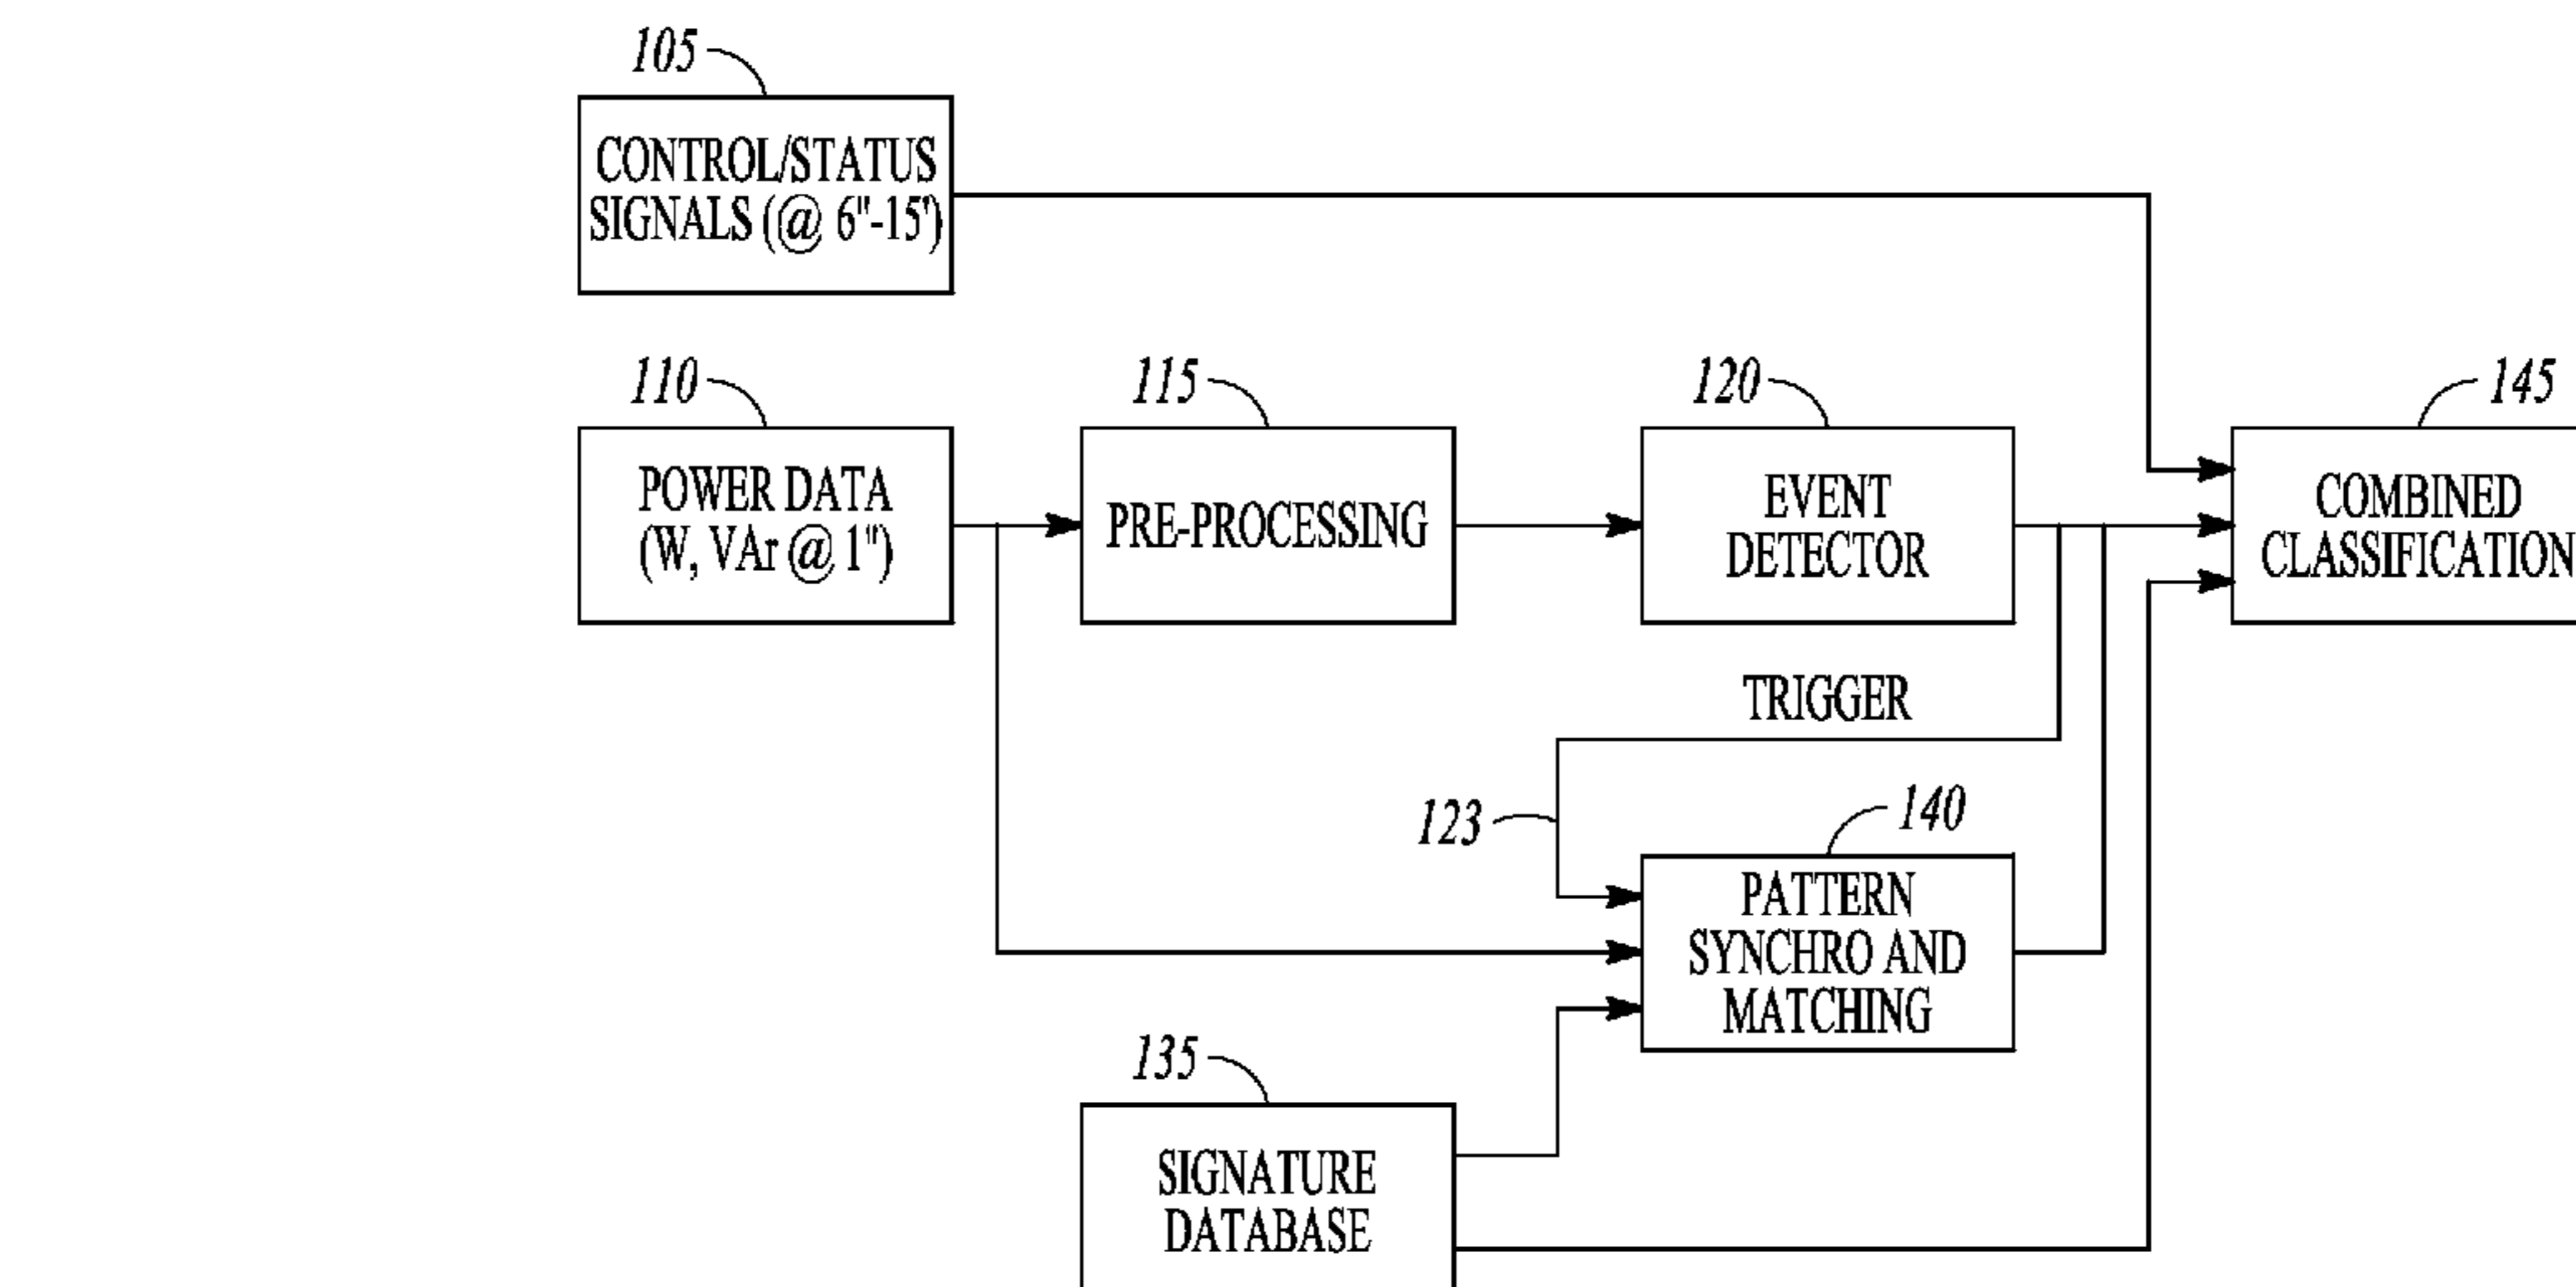 105
CONTROL/STATUS
SIGNALS (@ 6"-15')
110
POWER DATA
(W, VAr @ 1")
115
PRE-PROCESSING
120
EVENT
DETECTOR
145
COMBINED
CLASSIFICATION
TRIGGER
123
140
PATTERN
SYNCHRO AND
MATCHING
135
SIGNATURE
DATABASE